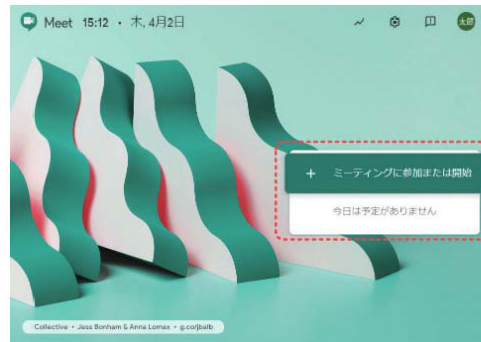 Meet 15:12 • 木, 4月2日
太郎
+ ミーティングに参加または開始
今日は予定がありません
Collective • Jess Bonham & Anna Lomax • g.co/jbalb